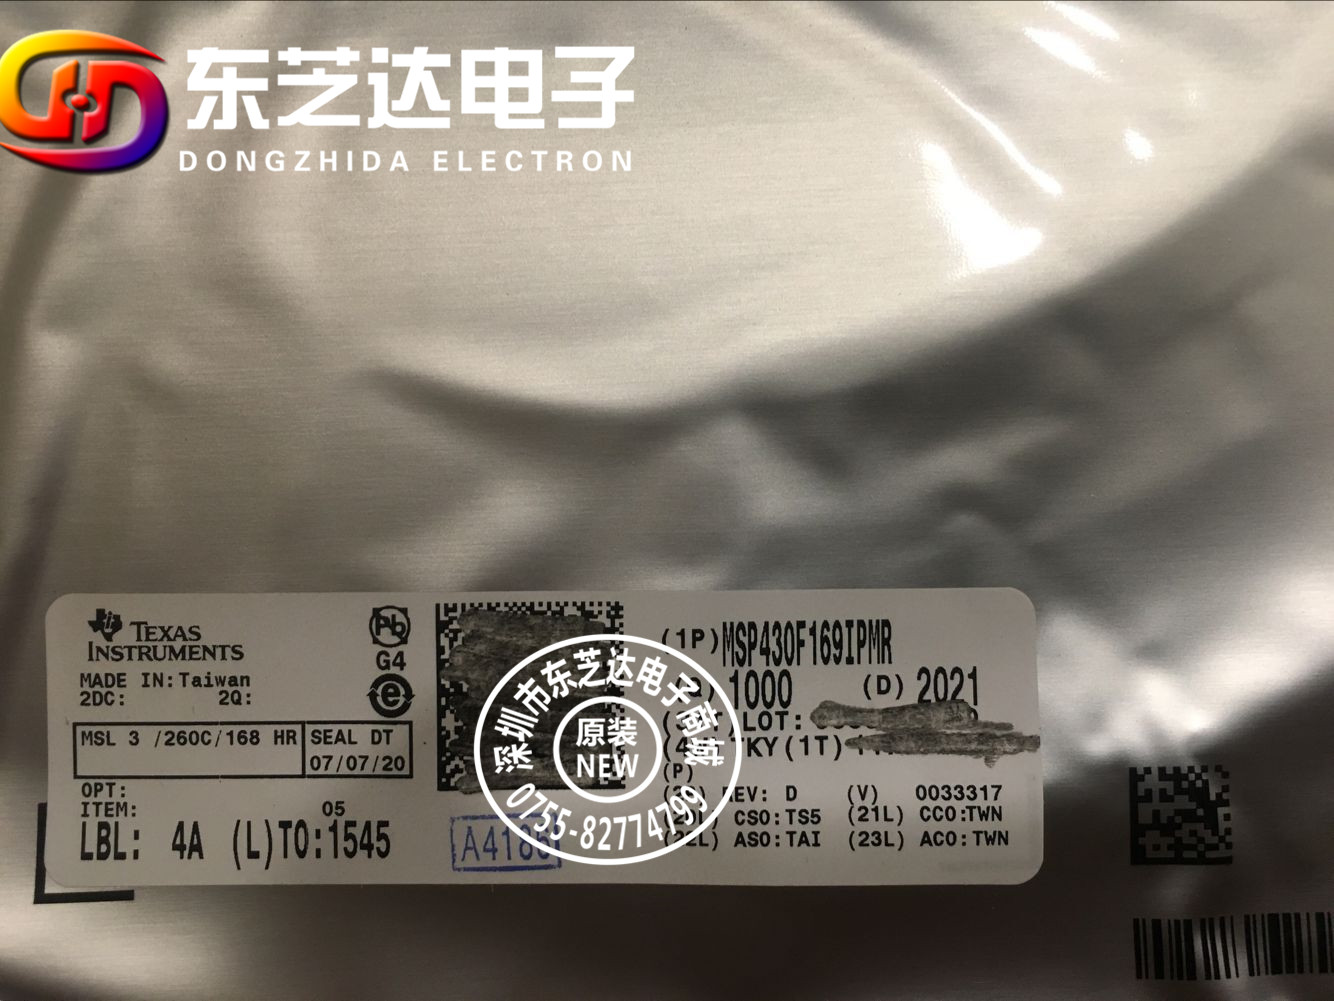 东芝达电子
DONGZHIDA ELECTRON
TEXAS
INSTRUMENTS
MADE IN: Taiwan
2DC: 2Q:
Pb
G4
e
MSL 3 /260C/168 HR
SEAL DT
07/07/20
OPT:
ITEM: 05
LBL: 4A (L)TO:1545
(1P) MSP430F169IPMR
1000 (D) 2021
LOT:
TKY (1T)
(P)
REV: D (V) 0033317
CSO:TS5 (21L) CCO:TWN
ASO:TAI (23L) ACO:TWN
深圳市东芝达电子商城
原装
NEW
0755-82774799